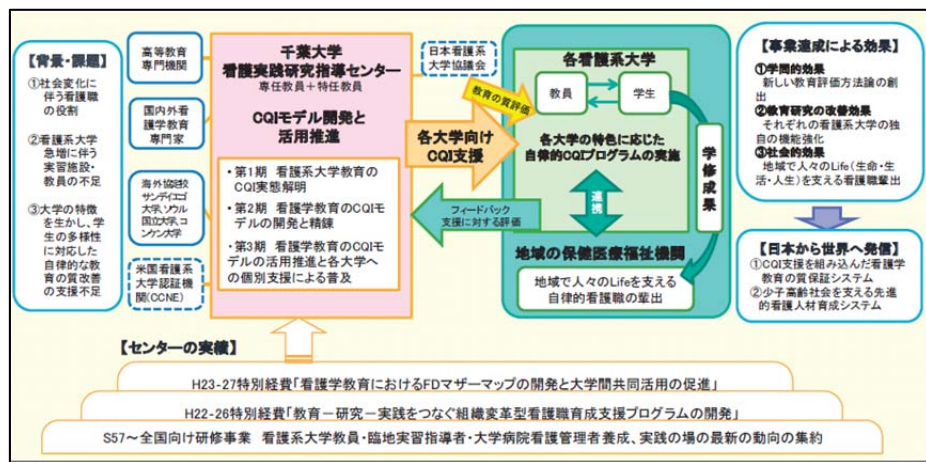 【背景・課題】
①社会変化に
伴う看護職の
役割
②看護系大学
急増に伴う
実習施設・
教員の不足
③大学の特徴
を生かし、学
生の多様性
に対応した
自律的な教
育の質改善
の支援不足
高等教育
専門機関
国内外看
護学教育専
門家
海外協定校
サンディエゴ
大学、ソウル
国立大学、コ
ンケン大学
米国看護系
大学認証機
関(CCNE)
千葉大学
看護実践研究指導センター
専任教員+特任教員
CQIモデル開発と
活用推進
・第1期 看護系大学教育の
CQI実態解明
・第2期 看護学教育のCQIモ
デルの開発と精錬
・第3期 看護学教育のCQIモデ
ルの活用推進と各大学
への個別支援による普及
日本看護系
大学協議会
教育の質評価
各大学向け
CQI支援
フィードバック
支援に対する評価
各看護系大学
教員
学生
各大学の特色に応じた
自律的CQIプログラムの実施
連携
学修成果
地域の保健医療福祉機関
地域で人々のLifeを支える
自律的看護職の輩出
【事業達成による効果】
①学問的効果
新しい教育評価方法論の創
出
②教育研究の改善効果
それぞれの看護系大学の独
自の機能強化
③社会的効果
地域で人々のLife(生命・生
活・人生)を支える看護職輩出
【日本から世界へ発信】
①CQI支援を組み込んだ看護学
教育の質保証システム
②少子高齢社会を支える先進
的看護人材育成システム
【センターの実績】
H23-27特別経費「看護学教育におけるFDマザーマップの開発と大学間共同活用の促進」
H22-26特別経費「教育-研究-実践をつなぐ組織変革型看護職育成支援プログラムの開発」
S57～全国向け研修事業 看護系大学教員・臨地実習指導者・大学病院看護管理者養成、実践の場の最新の動向の集約